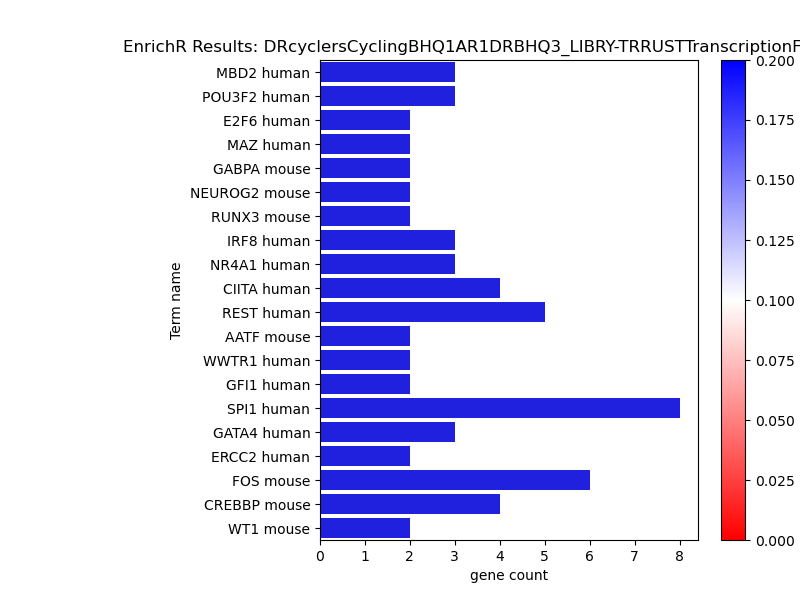 EnrichR Results: DRcyclersCyclingBHQ1AR1DRBHQ3_LIBRY-TRRUSTTranscriptionF
MBD2 human
POU3F2 human
E2F6 human
MAZ human
GABPA mouse
NEUROG2 mouse
RUNX3 mouse
IRF8 human
NR4A1 human
CIITA human
REST human
AATF mouse
WWTR1 human
GFI1 human
SPI1 human
GATA4 human
ERCC2 human
FOS mouse
CREBBP mouse
WT1 mouse
Term name
0 1 2 3 4 5 6 7 8
gene count
0.200
0.175
0.150
0.125
0.100
0.075
0.050
0.025
0.000